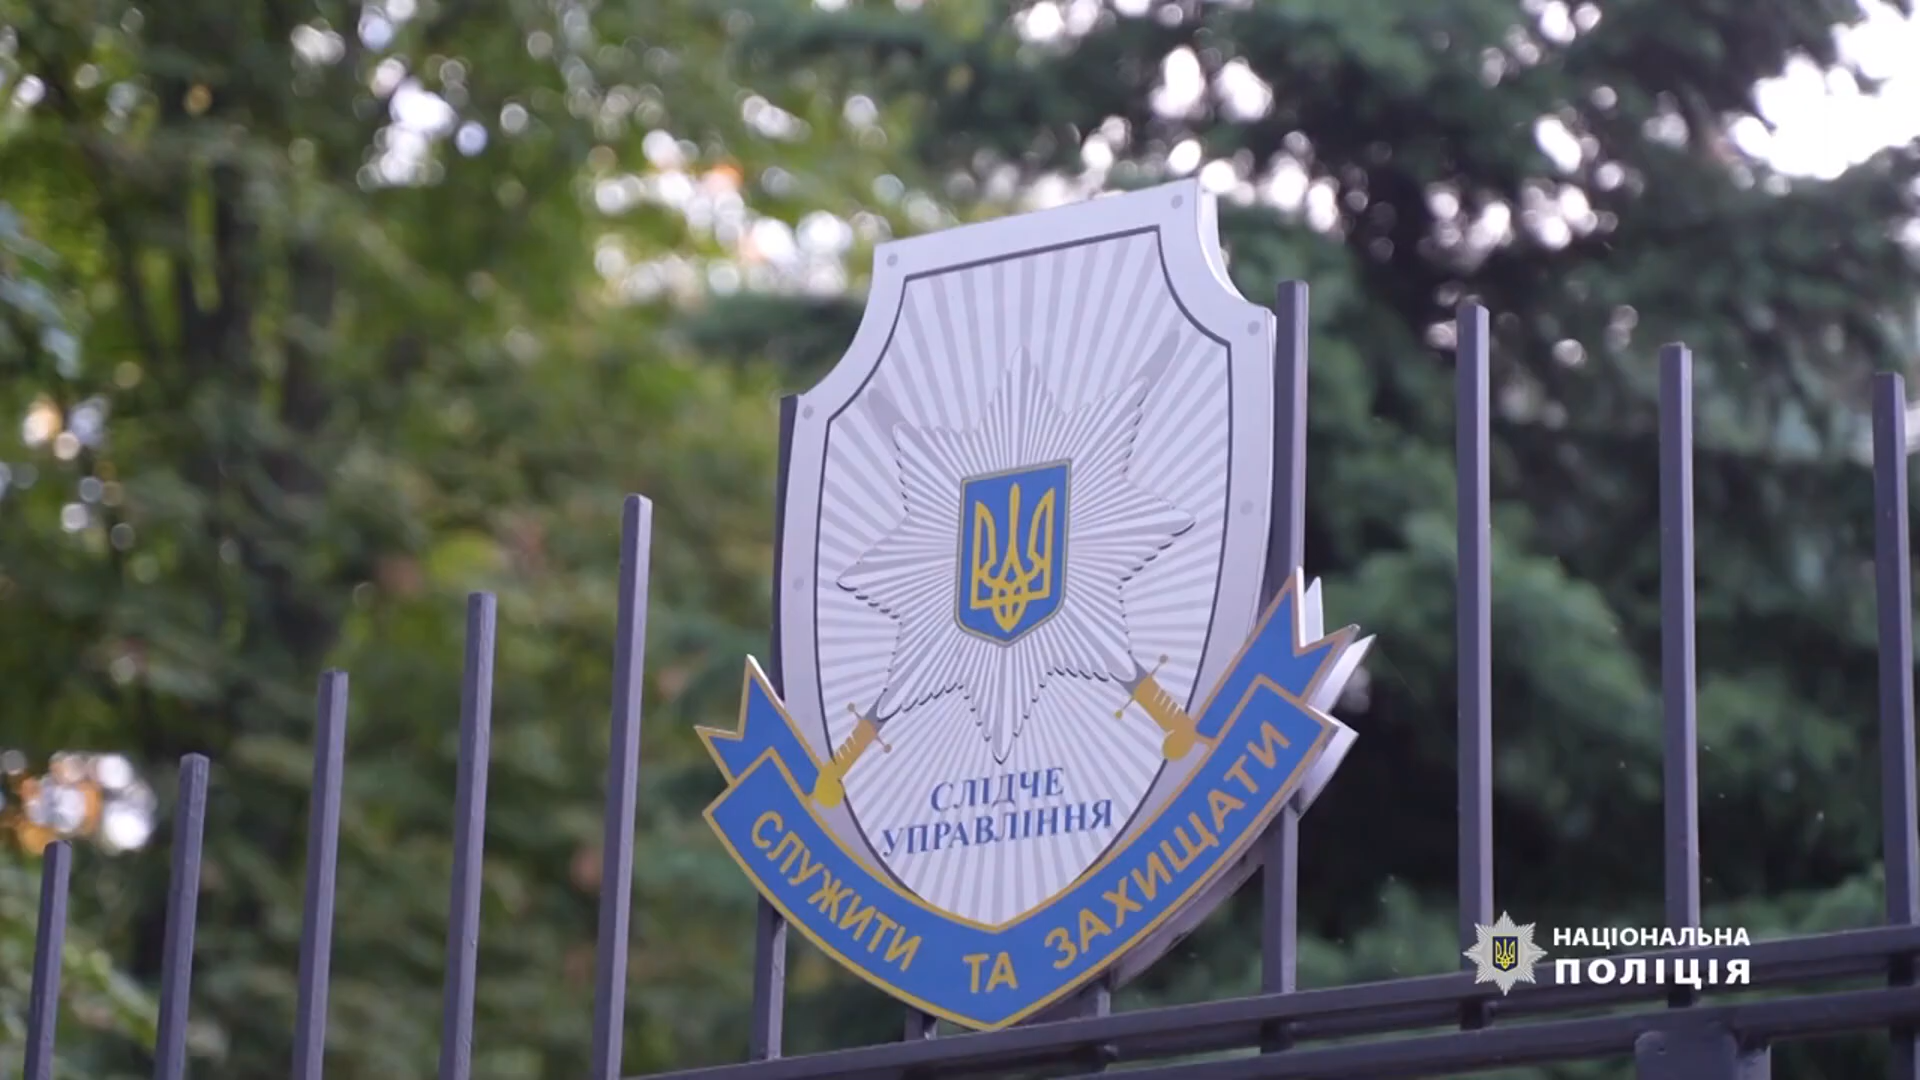 СЛІДЧЕ
УПРАВЛІННЯ
СЛУЖИТИ ТА ЗАХИЩАТИ
НАЦІОНАЛЬНА
ПОЛІЦІЯ